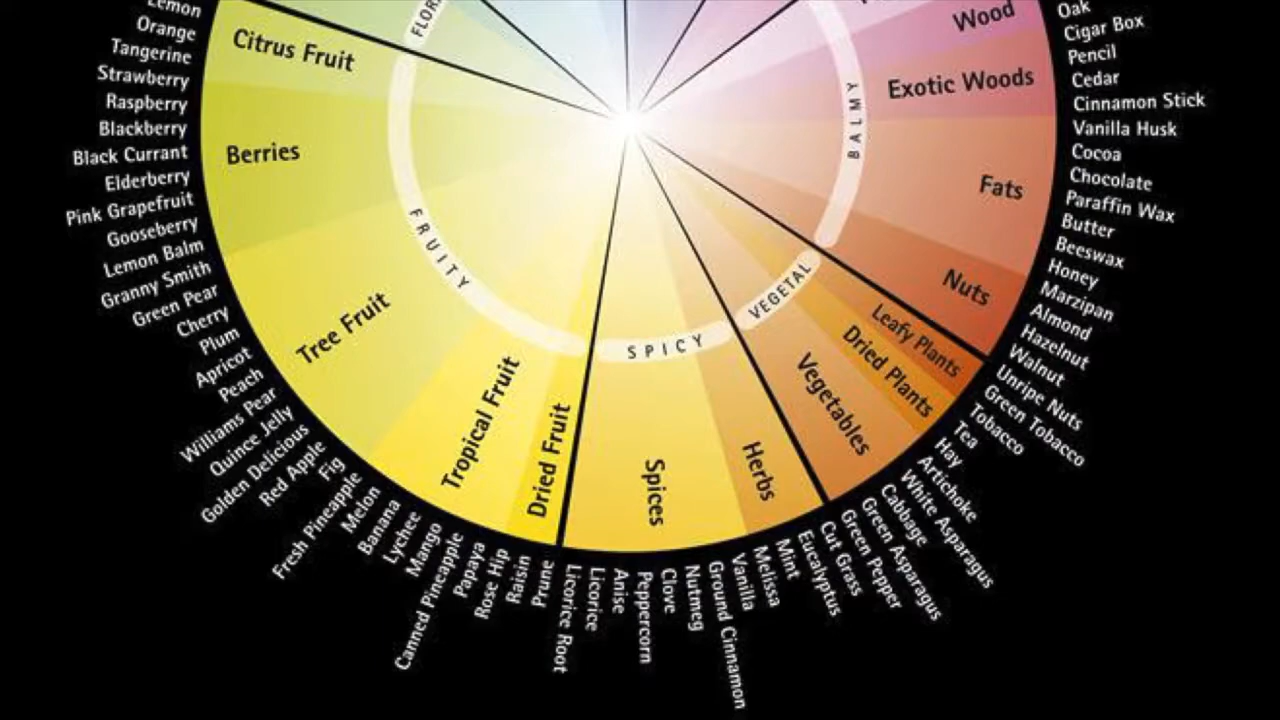 FLOR
Wood
Citrus Fruit
Exotic Woods
BALMY
Berries
Fats
FRUITY
Nuts
VEGETAL
Leafy Plants
Dried Plants
Tree Fruit
SPICY
Vegetables
Tropical Fruit
Dried Fruit
Spices
Herbs
Oak
Cigar Box
Pencil
Cedar
Cinnamon Stick
Vanilla Husk
Cocoa
Chocolate
Paraffin Wax
Butter
Beeswax
Honey
Marzipan
Almond
Hazelnut
Walnut
Unripe Nuts
Green Tobacco
Tobacco
Tea
Hay
Artichoke
White Asparagus
Cabbage
Green Asparagus
Green Pepper
Cut Grass
Eucalyptus
Mint
Melissa
Vanilla
Ground Cinnamon
Nutmeg
Clove
Peppercorn
Anise
Licorice
Licorice Root
Prune
Raisin
Rose Hip
Papaya
Canned Pineapple
Mango
Lychee
Banana
Melon
Fresh Pineapple
Fig
Red Apple
Golden Delicious
Quince Jelly
Williams Pear
Peach
Apricot
Plum
Cherry
Green Pear
Granny Smith
Lemon Balm
Gooseberry
Pink Grapefruit
Elderberry
Black Currant
Blackberry
Raspberry
Strawberry
Tangerine
Orange
Lemon